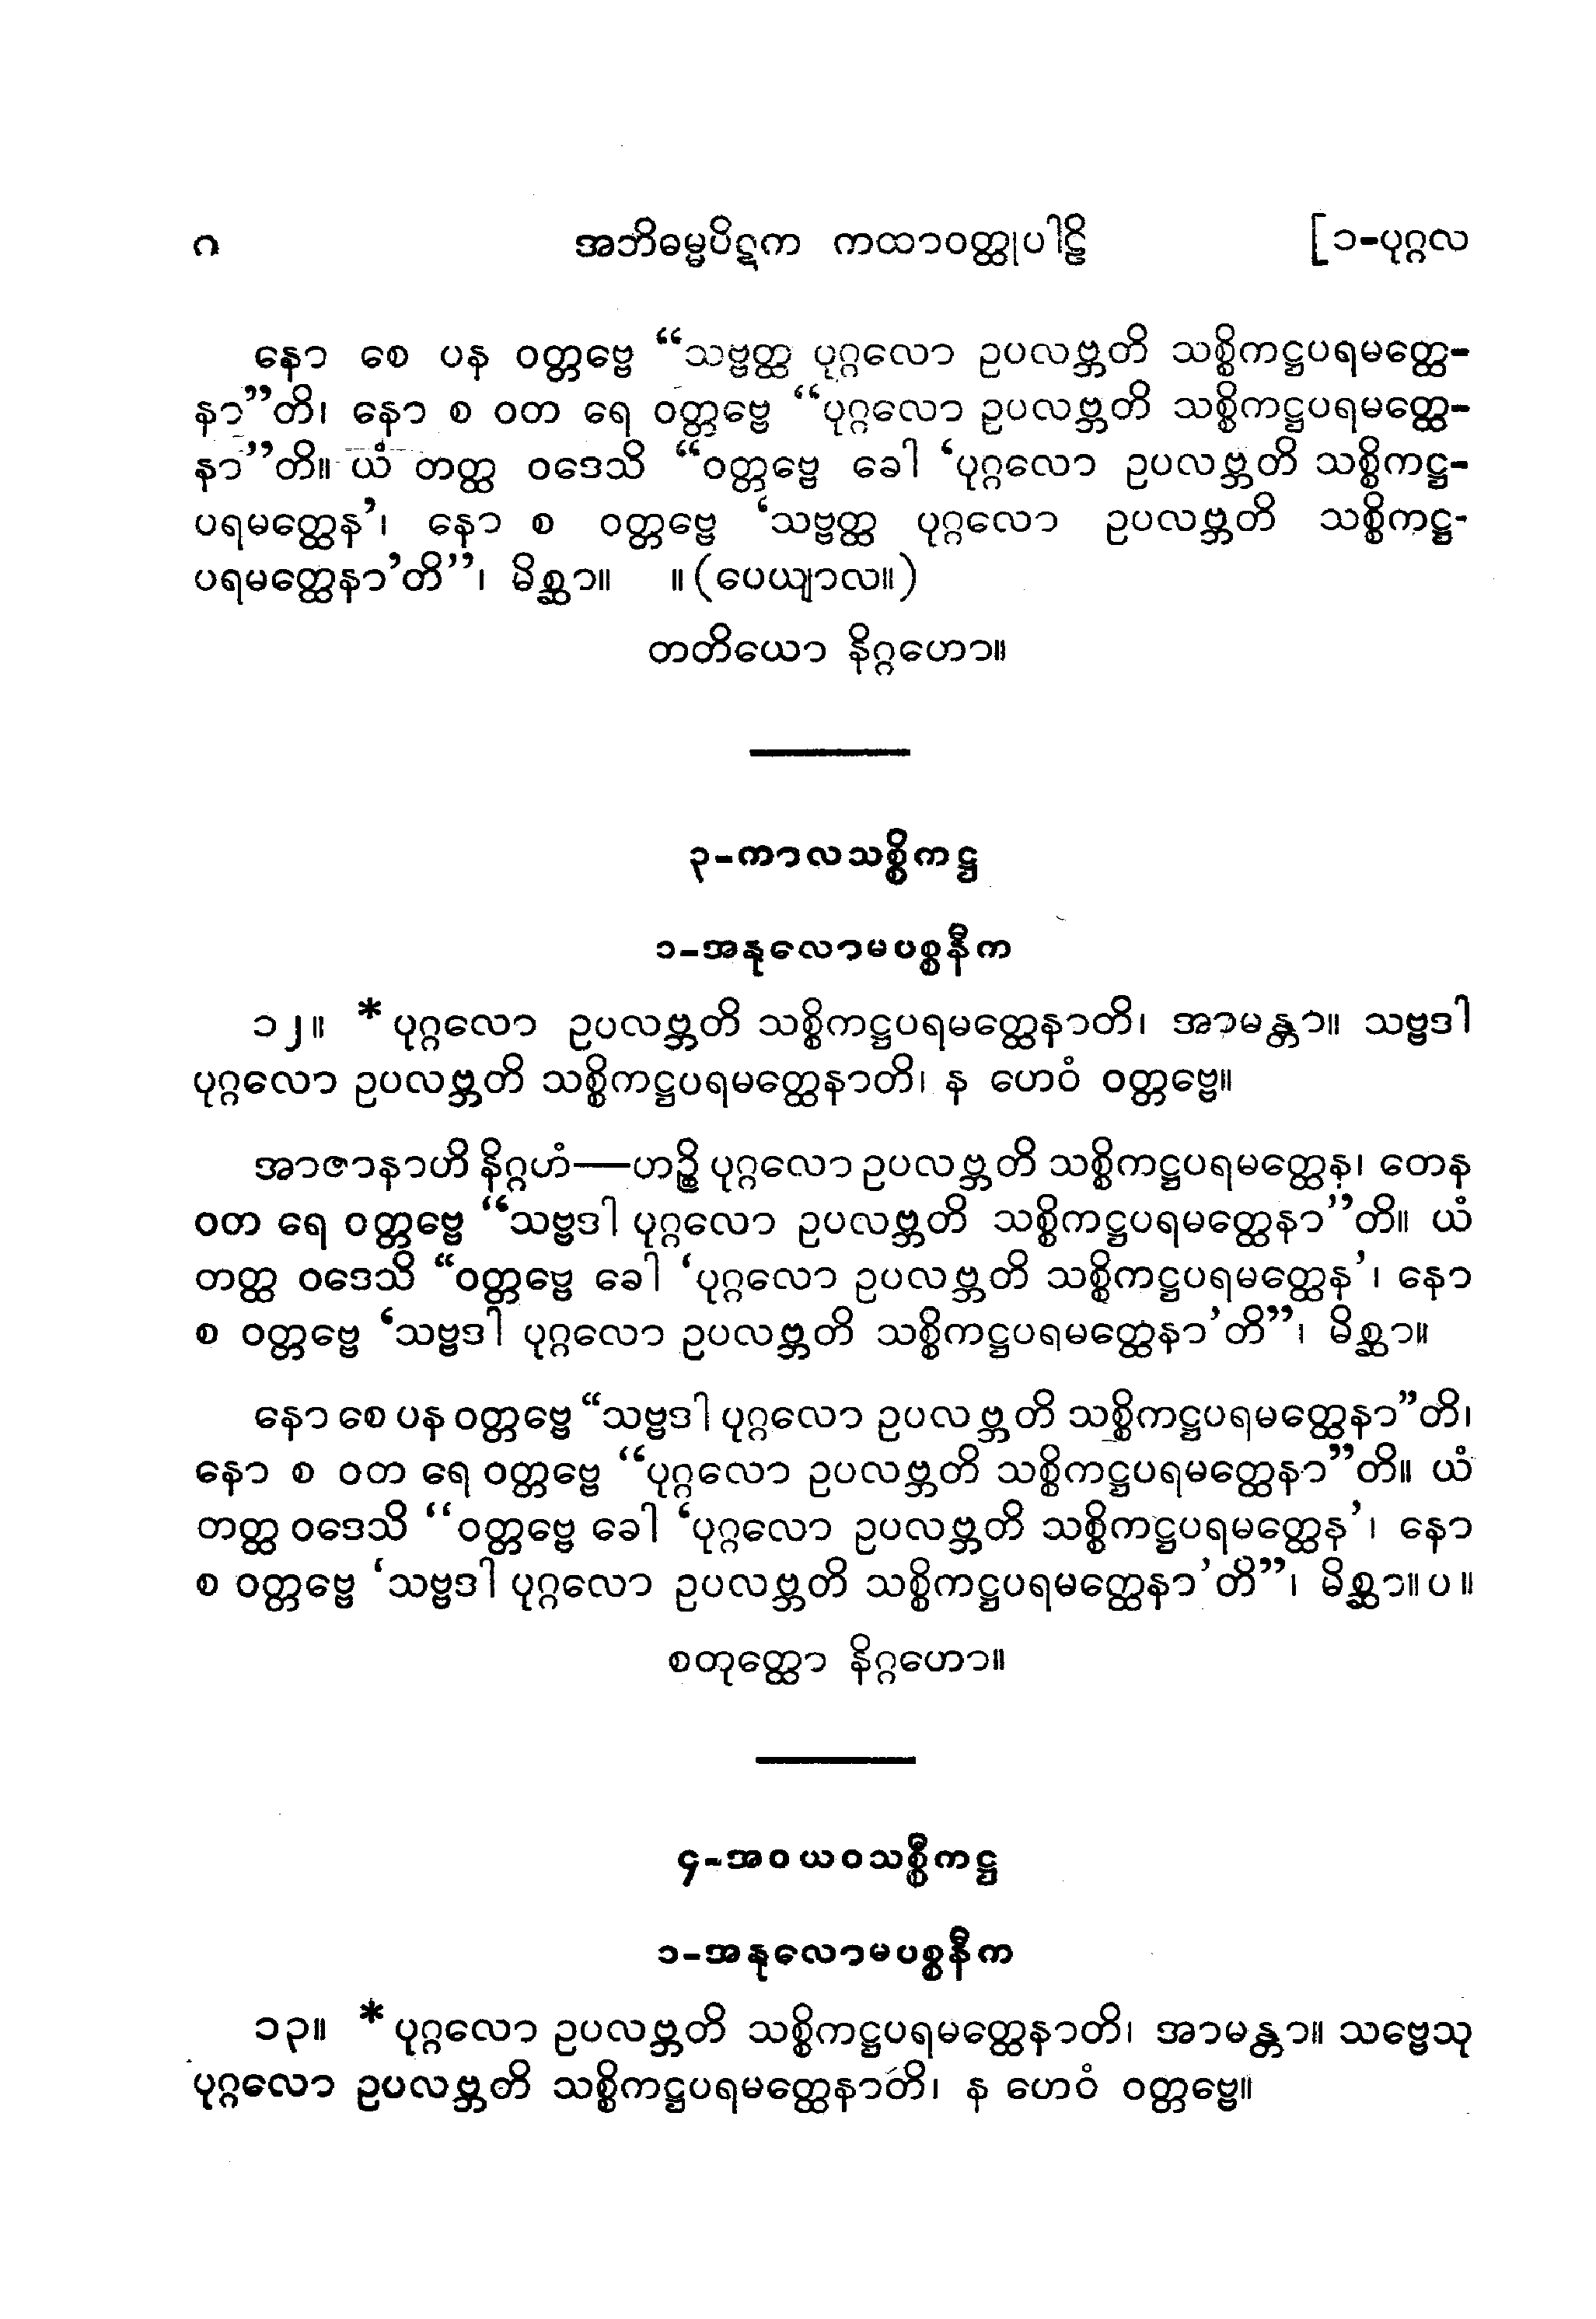 ဂ အဘိဓမ္မပိဋက ကထာဝတ္ထုပါဠိ [၁-ပုဂ္ဂလ
နော စေ ပန ဝတ္တဗ္ဗေ “သဗ္ဗတ္ထ ပုဂ္ဂလော ဥပလဗ္ဘတိ သစ္စိကဋ္ဌပရမတ္ထေ-
နာ”တိ၊ နော စ ဝတ ရေ ဝတ္တဗ္ဗေ “ပုဂ္ဂလော ဥပလဗ္ဘတိ သစ္စိကဋ္ဌပရမတ္ထေ-
နာ”တိ။ ယံ တတ္ထ ဝဒေသိ “ဝတ္တဗ္ဗေ ခေါ ‘ပုဂ္ဂလော ဥပလဗ္ဘတိ သစ္စိကဋ္ဌ-
ပရမတ္ထေန’၊ နော စ ဝတ္တဗ္ဗေ ‘သဗ္ဗတ္ထ ပုဂ္ဂလော ဥပလဗ္ဘတိ သစ္စိကဋ္ဌ-
ပရမတ္ထေနာ’တိ”၊ မိစ္ဆာ။ ။(ပေယျာလ။)
တတိယော နိဂ္ဂဟော။
၃-ကာလသစ္စိကဋ္ဌ
၁-အနုလောမပစ္စနီက
၁၂။ *ပုဂ္ဂလော ဥပလဗ္ဘတိ သစ္စိကဋ္ဌပရမတ္ထေနာတိ၊ အာမန္တာ။ သဗ္ဗဒါ
ပုဂ္ဂလော ဥပလဗ္ဘတိ သစ္စိကဋ္ဌပရမတ္ထေနာတိ၊ န ဟေဝံ ဝတ္တဗ္ဗေ။
အာဇာနာဟိ နိဂ္ဂဟံ—ဟဉ္စိ ပုဂ္ဂလော ဥပလဗ္ဘတိ သစ္စိကဋ္ဌပရမတ္ထေန၊ တေန
ဝတ ရေ ဝတ္တဗ္ဗေ “သဗ္ဗဒါ ပုဂ္ဂလော ဥပလဗ္ဘတိ သစ္စိကဋ္ဌပရမတ္ထေနာ”တိ။ ယံ
တတ္ထ ဝဒေသိ “ဝတ္တဗ္ဗေ ခေါ ‘ပုဂ္ဂလော ဥပလဗ္ဘတိ သစ္စိကဋ္ဌပရမတ္ထေန’၊ နော
စ ဝတ္တဗ္ဗေ ‘သဗ္ဗဒါ ပုဂ္ဂလော ဥပလဗ္ဘတိ သစ္စိကဋ္ဌပရမတ္ထေနာ’တိ”၊ မိစ္ဆာ။
နော စေ ပန ဝတ္တဗ္ဗေ “သဗ္ဗဒါ ပုဂ္ဂလော ဥပလဗ္ဘတိ သစ္စိကဋ္ဌပရမတ္ထေနာ”တိ၊
နော စ ဝတ ရေ ဝတ္တဗ္ဗေ “ပုဂ္ဂလော ဥပလဗ္ဘတိ သစ္စိကဋ္ဌပရမတ္ထေနာ”တိ။ ယံ
တတ္ထ ဝဒေသိ “ဝတ္တဗ္ဗေ ခေါ ‘ပုဂ္ဂလော ဥပလဗ္ဘတိ သစ္စိကဋ္ဌပရမတ္ထေန’၊ နော
စ ဝတ္တဗ္ဗေ ‘သဗ္ဗဒါ ပုဂ္ဂလော ဥပလဗ္ဘတိ သစ္စိကဋ္ဌပရမတ္ထေနာ’တိ”၊ မိစ္ဆာ။ပ။
စတုတ္ထော နိဂ္ဂဟော။
၄-အဝယဝသစ္စီကဋ္ဌ
၁-အနုလောမပစ္စနီက
၁၃။ *ပုဂ္ဂလော ဥပလဗ္ဘတိ သစ္စိကဋ္ဌပရမတ္ထေနာတိ၊ အာမန္တာ။ သဗ္ဗေသု
ပုဂ္ဂလော ဥပလဗ္ဘတိ သစ္စိကဋ္ဌပရမတ္ထေနာတိ၊ န ဟေဝံ ဝတ္တဗ္ဗေ။